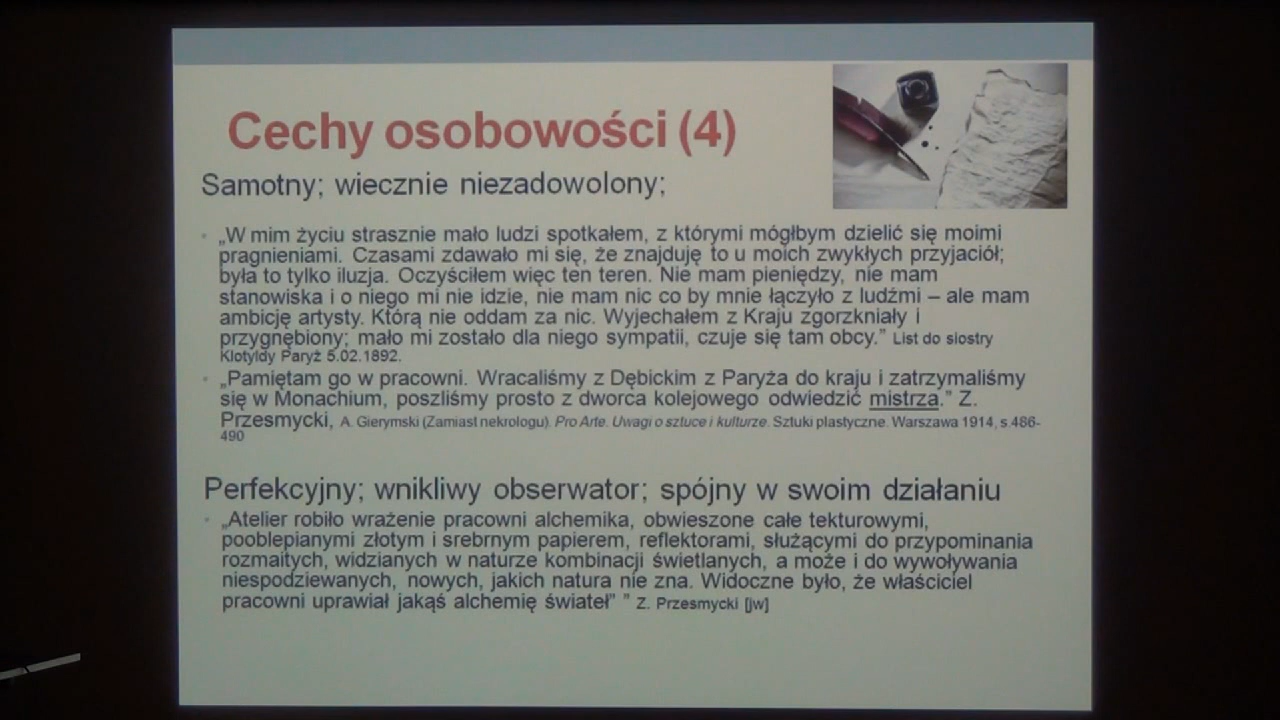 Cechy osobowości (4)
Samotny; wiecznie niezadowolony;
„W mim życiu strasznie mało ludzi spotkałem, z którymi mógłbym dzielić się moimi
pragnieniami. Czasami zdawało mi się, że znajduję to u moich zwykłych przyjaciół;
była to tylko iluzja. Oczyściłem więc ten teren. Nie mam pieniędzy, nie mam
stanowiska i o niego mi nie idzie, nie mam nic co by mnie łączyło z ludźmi – ale mam
ambicję artysty. Którą nie oddam za nic. Wyjechałem z Kraju zgorzkniały i
przygnębiony; mało mi zostało dla niego sympatii, czuje się tam obcy.” List do siostry
Klotyldy Paryż 5.02.1892.
„Pamiętam go w pracowni. Wracaliśmy z Dębickim z Paryża do kraju i zatrzymaliśmy
się w Monachium, poszliśmy prosto z dworca kolejowego odwiedzić mistrza.” Z.
Przesmycki, A. Gierymski (Zamiast nekrologu). Pro Arte. Uwagi o sztuce i kulturze. Sztuki plastyczne. Warszawa 1914, s.486-
490
Perfekcyjny; wnikliwy obserwator; spójny w swoim działaniu
„Atelier robiło wrażenie pracowni alchemika, obwieszone całe tekturowymi,
pooblepianymi złotym i srebrnym papierem, reflektorami, służącymi do przypominania
rozmaitych, widzianych w naturze kombinacji świetlanych, a może i do wywoływania
niespodziewanych, nowych, jakich natura nie zna. Widoczne było, że właściciel
pracowni uprawiał jakąś alchemię świateł” ” Z. Przesmycki [jw]